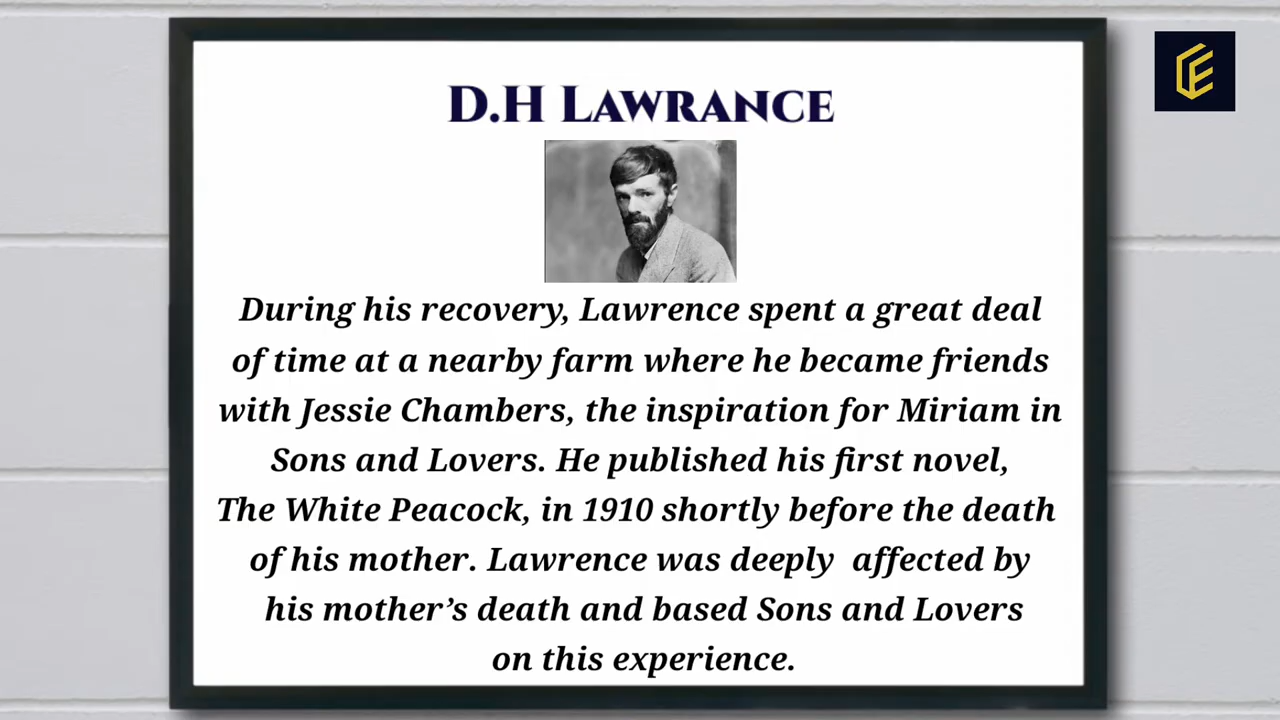 D.H LAWRANCE
During his recovery, Lawrence spent a great deal
of time at a nearby farm where he became friends
with Jessie Chambers, the inspiration for Miriam in
Sons and Lovers. He published his first novel,
The White Peacock, in 1910 shortly before the death
of his mother. Lawrence was deeply  affected by
his mother’s death and based Sons and Lovers
on this experience.